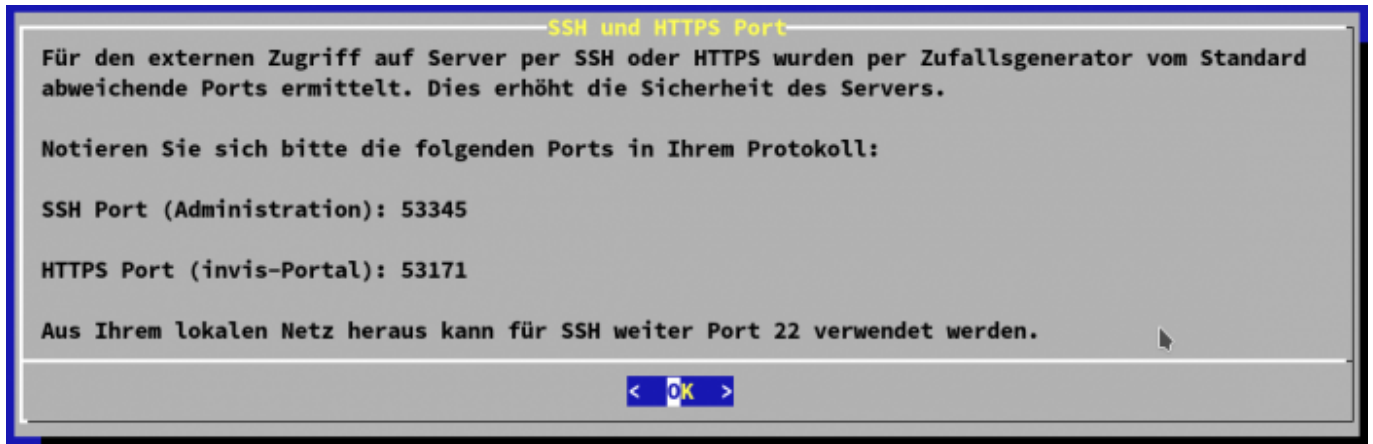 SSH und HTTPS Port
Für den externen Zugriff auf Server per SSH oder HTTPS wurden per Zufallsgenerator vom Standard
abweichende Ports ermittelt. Dies erhöht die Sicherheit des Servers.
Notieren Sie sich bitte die folgenden Ports in Ihrem Protokoll:
SSH Port (Administration): 53345
HTTPS Port (invis-Portal): 53171
Aus Ihrem lokalen Netz heraus kann für SSH weiter Port 22 verwendet werden.
< OK >